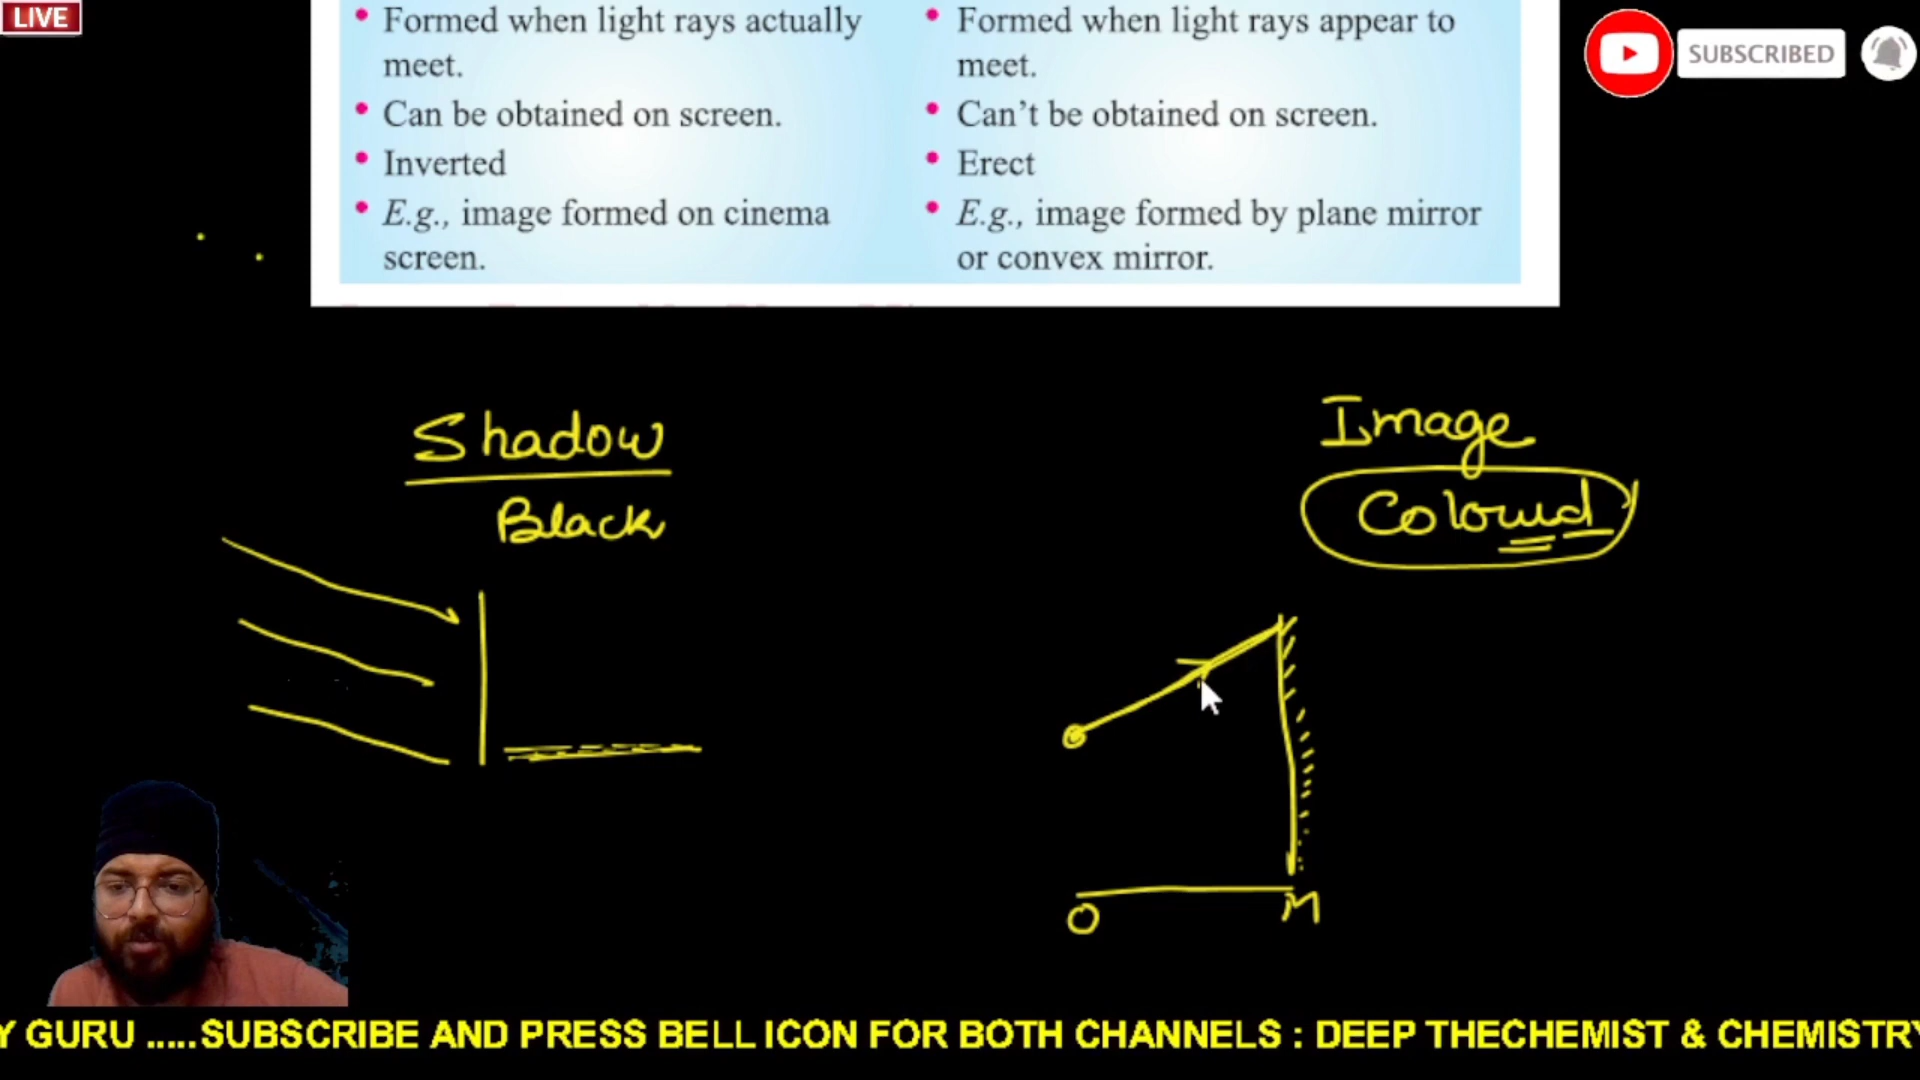 LIVE
• Formed when light rays actually
meet.
• Can be obtained on screen.
• Inverted
• E.g., image formed on cinema
screen.
• Formed when light rays appear to
meet.
• Can't be obtained on screen.
• Erect
• E.g., image formed by plane mirror
or convex mirror.
SUBSCRIBED
Shadow
Black
Image
Coloured
O
M
Y GURU .....SUBSCRIBE AND PRESS BELL ICON FOR BOTH CHANNELS : DEEP THECHEMIST & CHEMISTRY